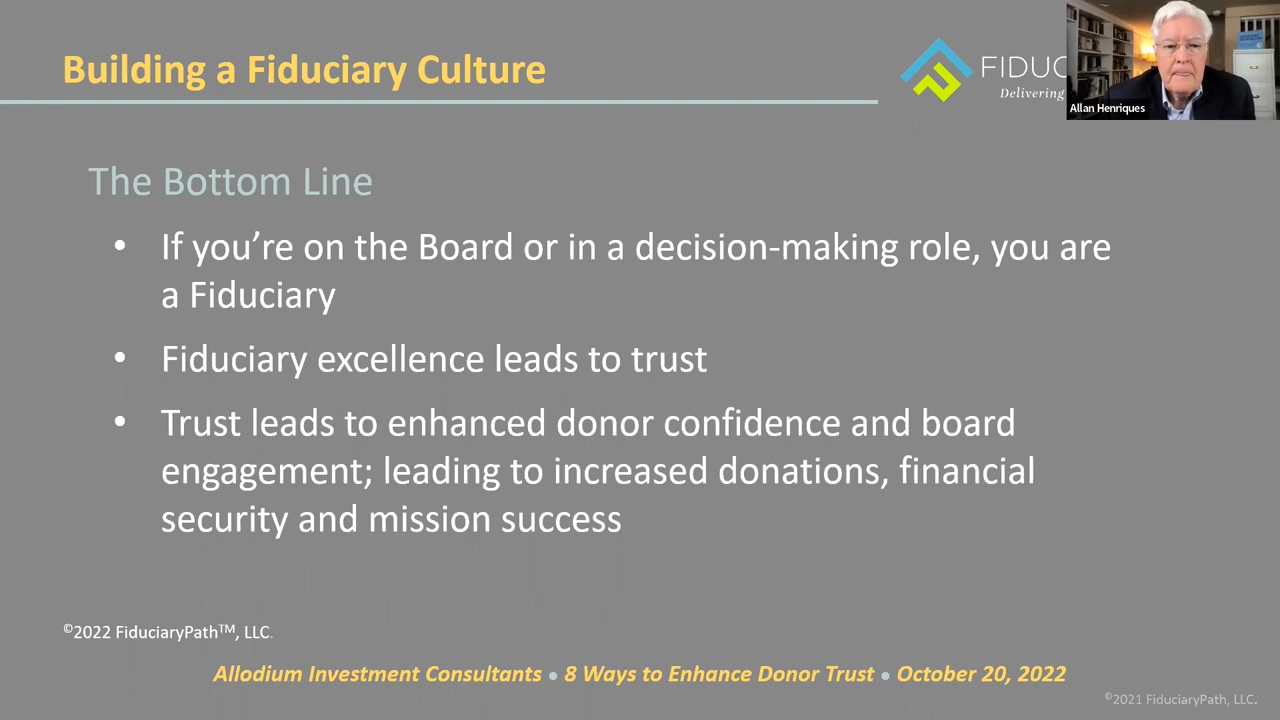 Building a Fiduciary Culture
FIDUC
Delivering
Allan Henriques
The Bottom Line
• If you’re on the Board or in a decision-making role, you are
a Fiduciary
• Fiduciary excellence leads to trust
• Trust leads to enhanced donor confidence and board
engagement; leading to increased donations, financial
security and mission success
©2022 FiduciaryPath™, LLC.
Allodium Investment Consultants • 8 Ways to Enhance Donor Trust • October 20, 2022
©2021 FiduciaryPath, LLC.